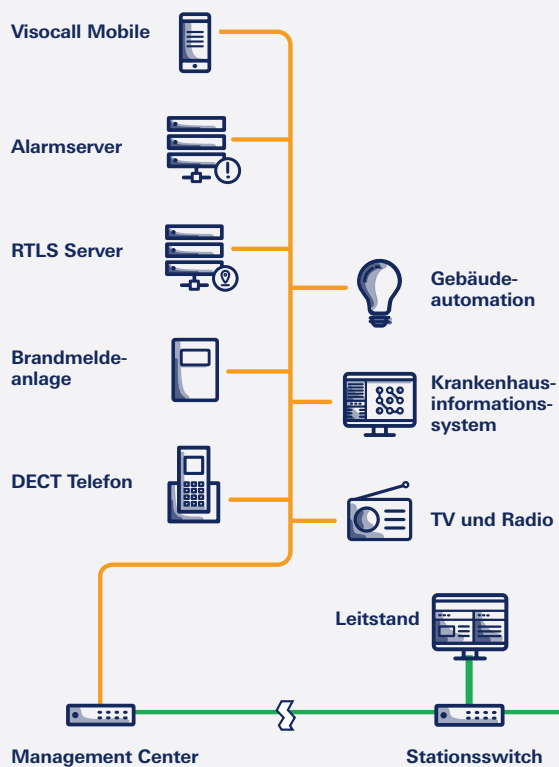 Visocall Mobile
Alarmserver
RTLS Server
Gebäude-
automation
Brandmelde-
anlage
Krankenhaus-
informations-
system
DECT Telefon
TV und Radio
Leitstand
Management Center
Stationsswitch